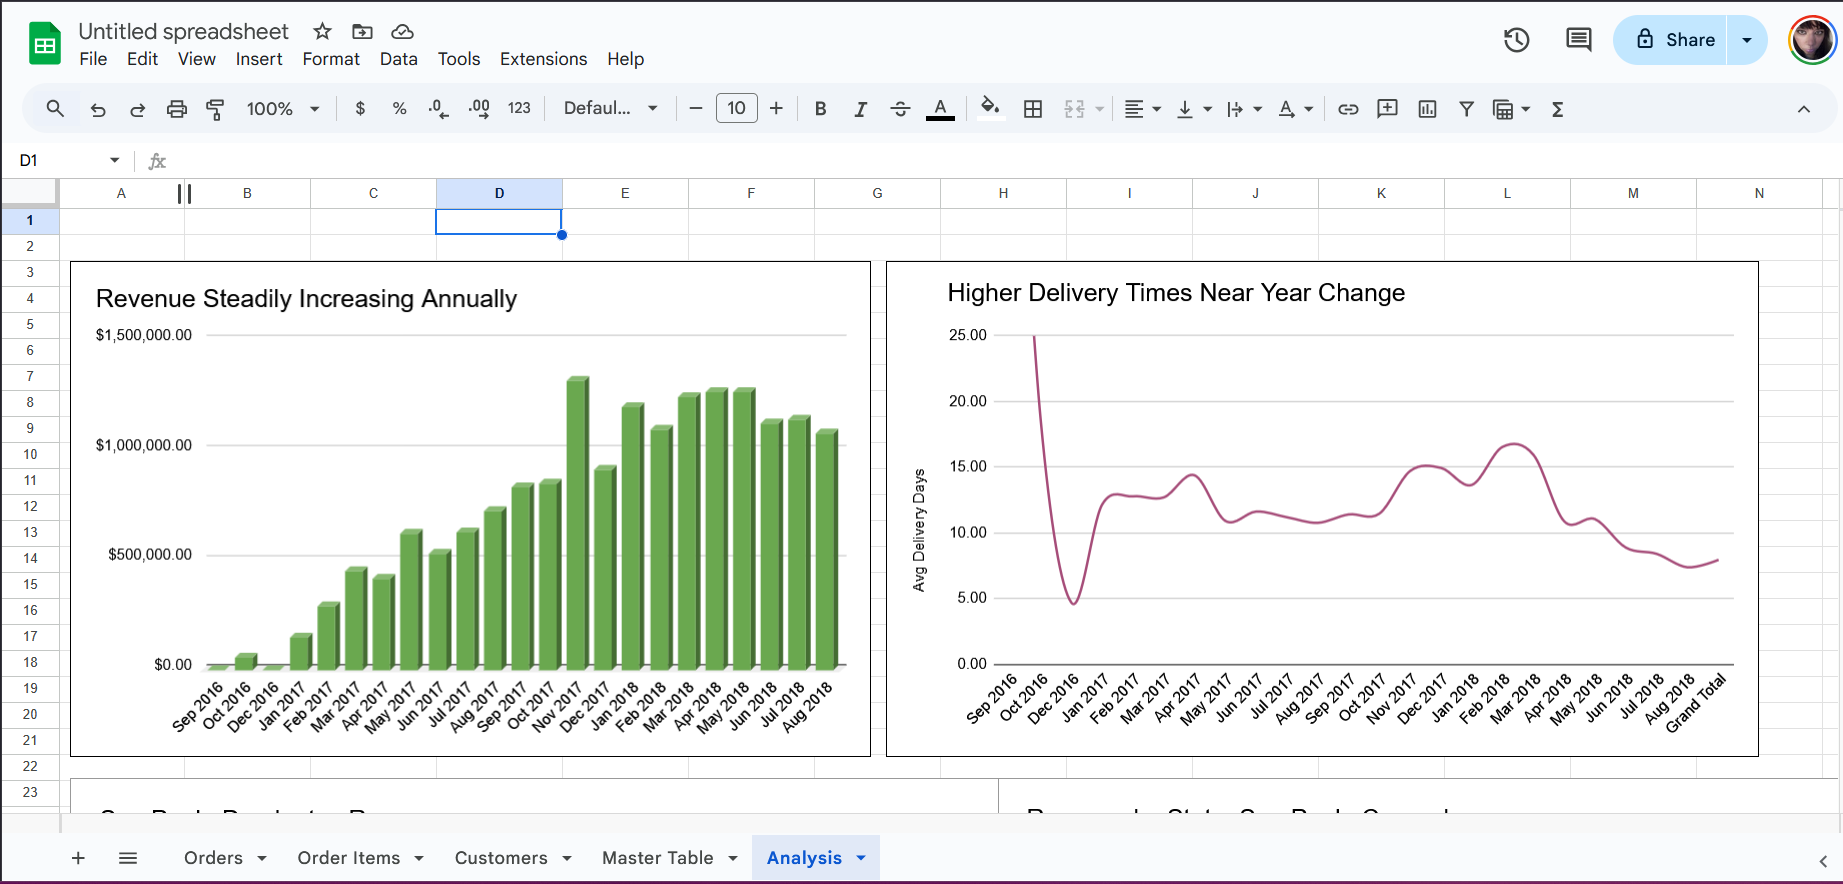 Untitled spreadsheet
File Edit View Insert Format Data Tools Extensions Help
Share
100% $ % .0 .00 123 Defaul... 10 B I A Σ
D1 fx
A B C D E F G H I J K L M N
1
2
3
4
5
6
7
8
9
10
11
12
13
14
15
16
17
18
19
20
21
22
23
Revenue Steadily Increasing Annually
$1,500,000.00
$1,000,000.00
$500,000.00
$0.00
Sep 2016 Oct 2016 Dec 2016 Jan 2017 Feb 2017 Mar 2017 Apr 2017 May 2017 Jun 2017 Jul 2017 Aug 2017 Sep 2017 Oct 2017 Nov 2017 Dec 2017 Jan 2018 Feb 2018 Mar 2018 Apr 2018 May 2018 Jun 2018 Jul 2018 Aug 2018
Higher Delivery Times Near Year Change
Avg Delivery Days
25.00
20.00
15.00
10.00
5.00
0.00
Sep 2016 Oct 2016 Dec 2016 Jan 2017 Feb 2017 Mar 2017 Apr 2017 May 2017 Jun 2017 Jul 2017 Aug 2017 Sep 2017 Oct 2017 Nov 2017 Dec 2017 Jan 2018 Feb 2018 Mar 2018 Apr 2018 May 2018 Jun 2018 Jul 2018 Aug 2018 Grand Total
Orders Order Items Customers Master Table Analysis